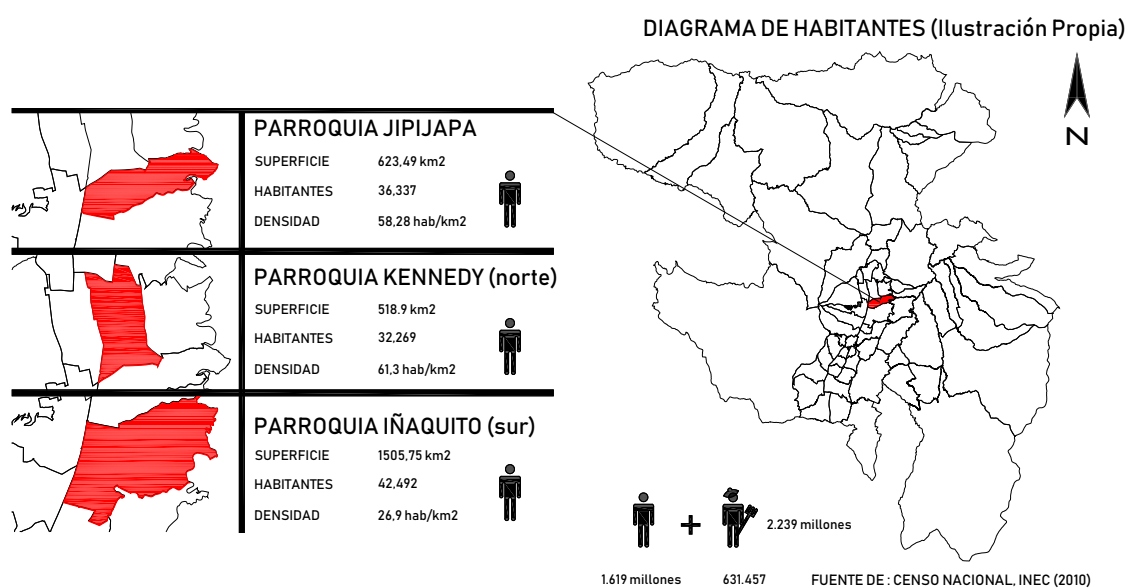 DIAGRAMA DE HABITANTES (Ilustración Propia)
N
PARROQUIA JIPIJAPA
SUPERFICIE 623,49 km2
HABITANTES 36,337
DENSIDAD 58,28 hab/km2
PARROQUIA KENNEDY (norte)
SUPERFICIE 518.9 km2
HABITANTES 32,269
DENSIDAD 61,3 hab/km2
PARROQUIA IÑAQUITO (sur)
SUPERFICIE 1505,75 km2
HABITANTES 42,492
DENSIDAD 26,9 hab/km2
+ 2.239 millones
1.619 millones 631.457 FUENTE DE : CENSO NACIONAL, INEC (2010)